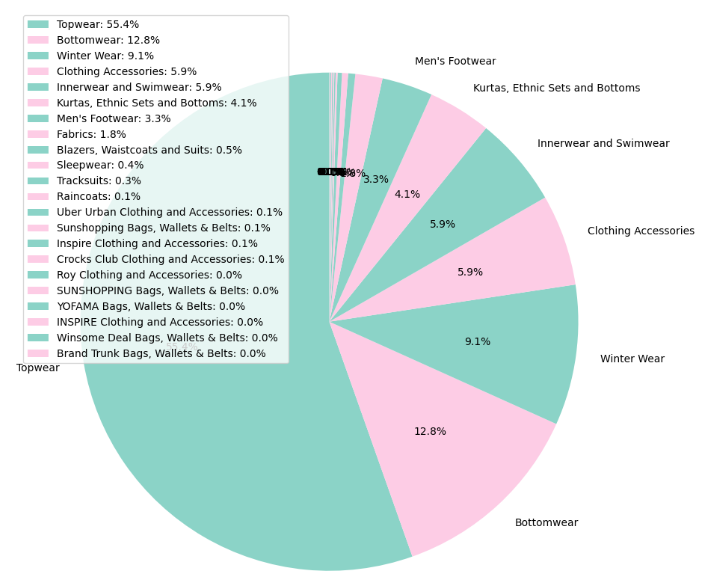 Topwear: 55.4%
Bottomwear: 12.8%
Winter Wear: 9.1%
Clothing Accessories: 5.9%
Innerwear and Swimwear: 5.9%
Kurtas, Ethnic Sets and Bottoms: 4.1%
Men's Footwear: 3.3%
Fabrics: 1.8%
Blazers, Waistcoats and Suits: 0.5%
Sleepwear: 0.4%
Tracksuits: 0.3%
Raincoats: 0.1%
Uber Urban Clothing and Accessories: 0.1%
Sunshopping Bags, Wallets & Belts: 0.1%
Inspire Clothing and Accessories: 0.1%
Crocks Club Clothing and Accessories: 0.1%
Roy Clothing and Accessories: 0.0%
SUNSHOPPING Bags, Wallets & Belts: 0.0%
YOFAMA Bags, Wallets & Belts: 0.0%
INSPIRE Clothing and Accessories: 0.0%
Winsome Deal Bags, Wallets & Belts: 0.0%
Brand Trunk Bags, Wallets & Belts: 0.0%
Men's Footwear
Kurtas, Ethnic Sets and Bottoms
Innerwear and Swimwear
Clothing Accessories
Winter Wear
Bottomwear
Topwear
3.3%
4.1%
5.9%
5.9%
9.1%
12.8%
55.4%